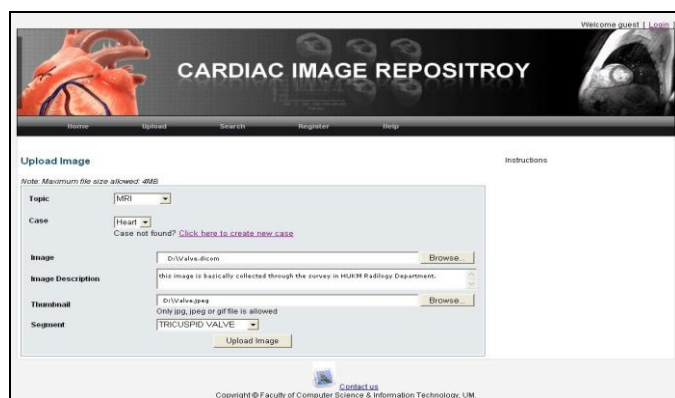 Welcome guest [ Login ]
CARDIAC IMAGE REPOSITROY
Home Upload Search Register Help
Upload Image
Instructions
Note: Maximum file size allowed: 4MB
Topic MRI
Case Heart
Case not found? Click here to create new case
Image D:\Valve.dicom Browse...
Image Description this image is basically collected through the survey in HUKM Radilogy Department.
Thumbnail D:\Valve.jpeg Browse...
Only jpg, jpeg or gif file is allowed
Segment TRICUSPID VALVE
Upload Image
Contact us
Copyright © Faculty of Computer Science & Information Technology, UM.